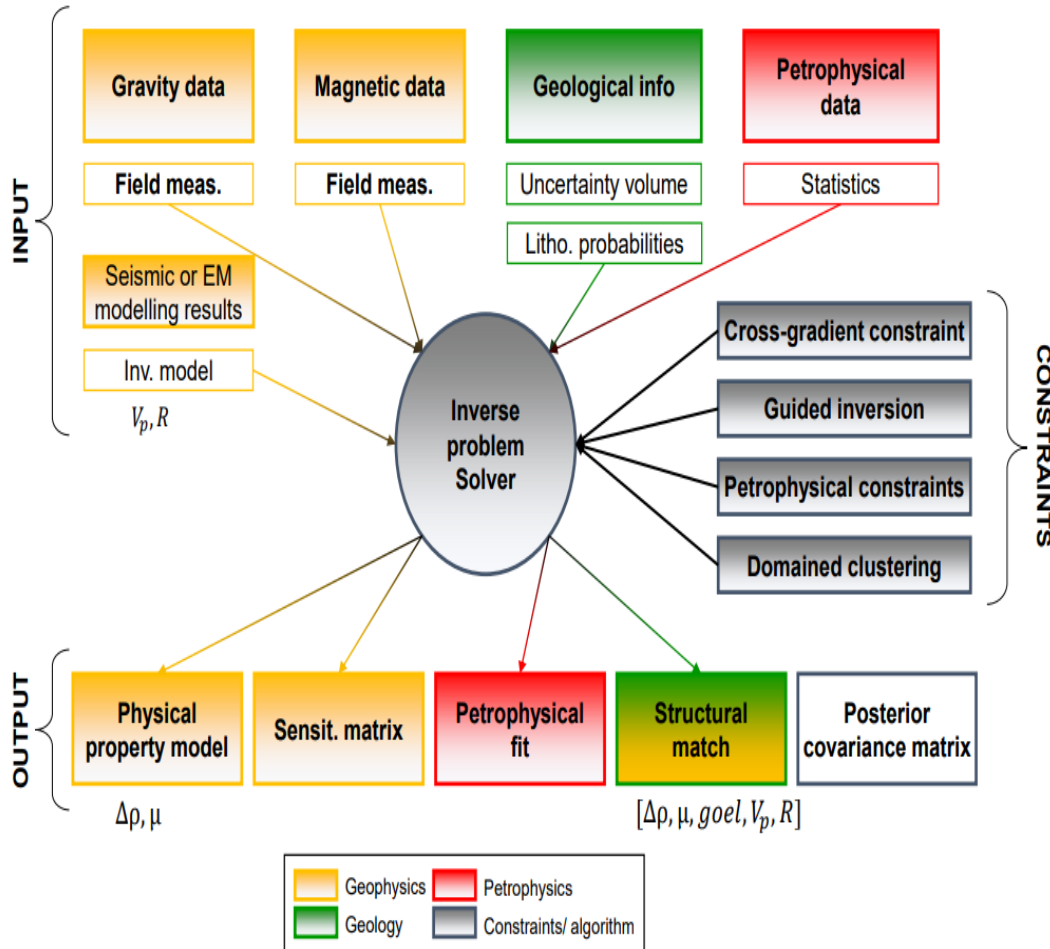 Gravity data
Magnetic data
Geological info
Petrophysical
data
Field meas.
Field meas.
Uncertainty volume
Statistics
Litho. probabilities
INPUT
Seismic or EM
modelling results
Inv. model
V_p, R
Inverse
problem
Solver
Cross-gradient constraint
Guided inversion
Petrophysical constraints
Domained clustering
CONSTRAINTS
OUTPUT
Physical
property model
Sensit. matrix
Petrophysical
fit
Structural
match
Posterior
covariance matrix
Δρ, μ
[Δρ, μ, goel, V_p, R]
Geophysics
Petrophysics
Geology
Constraints/ algorithm